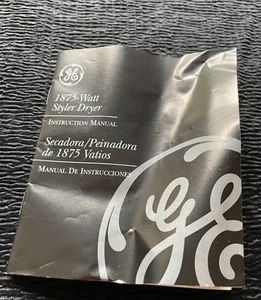 GE
1875-Watt
Styler Dryer
INSTRUCTION MANUAL
Secadora/Peinadora
de 1875 Vatios
MANUAL DE INSTRUCCIONES
GE